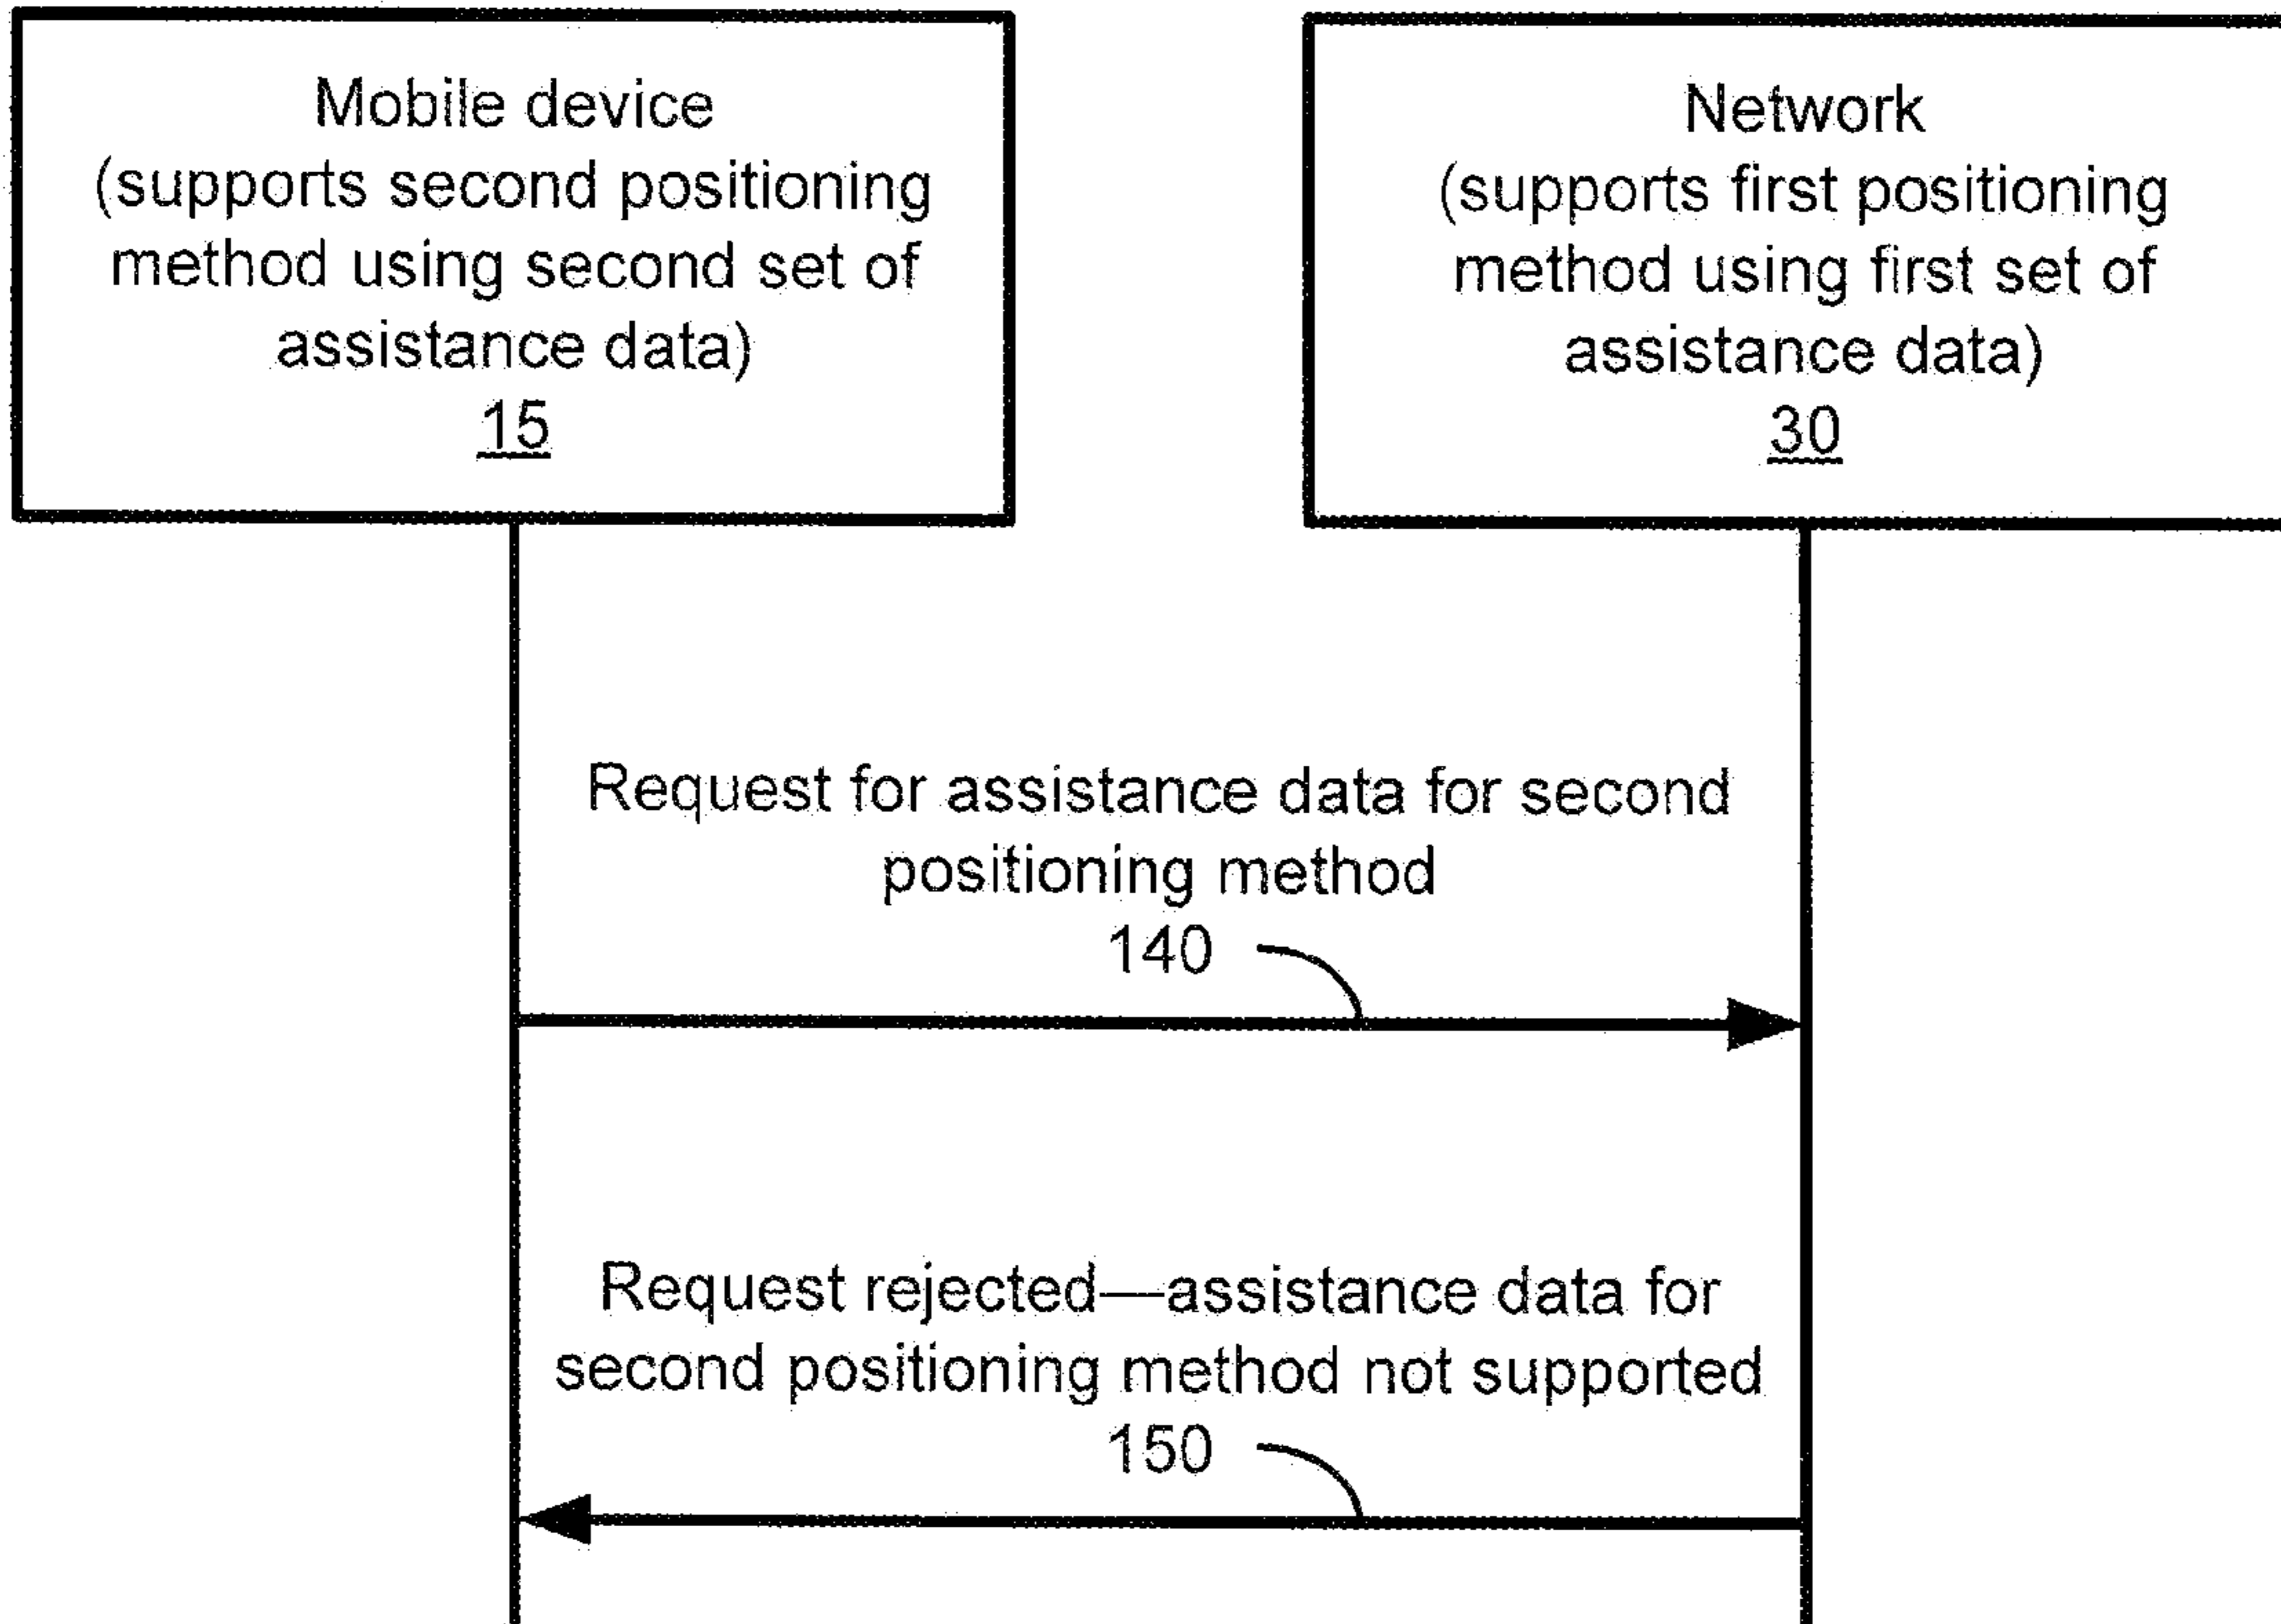 Mobile device
(supports second positioning
method using second set of
assistance data)
15
Network
(supports first positioning
method using first set of
assistance data)
30
Request for assistance data for second
positioning method
140
Request rejected—assistance data for
second positioning method not supported
150